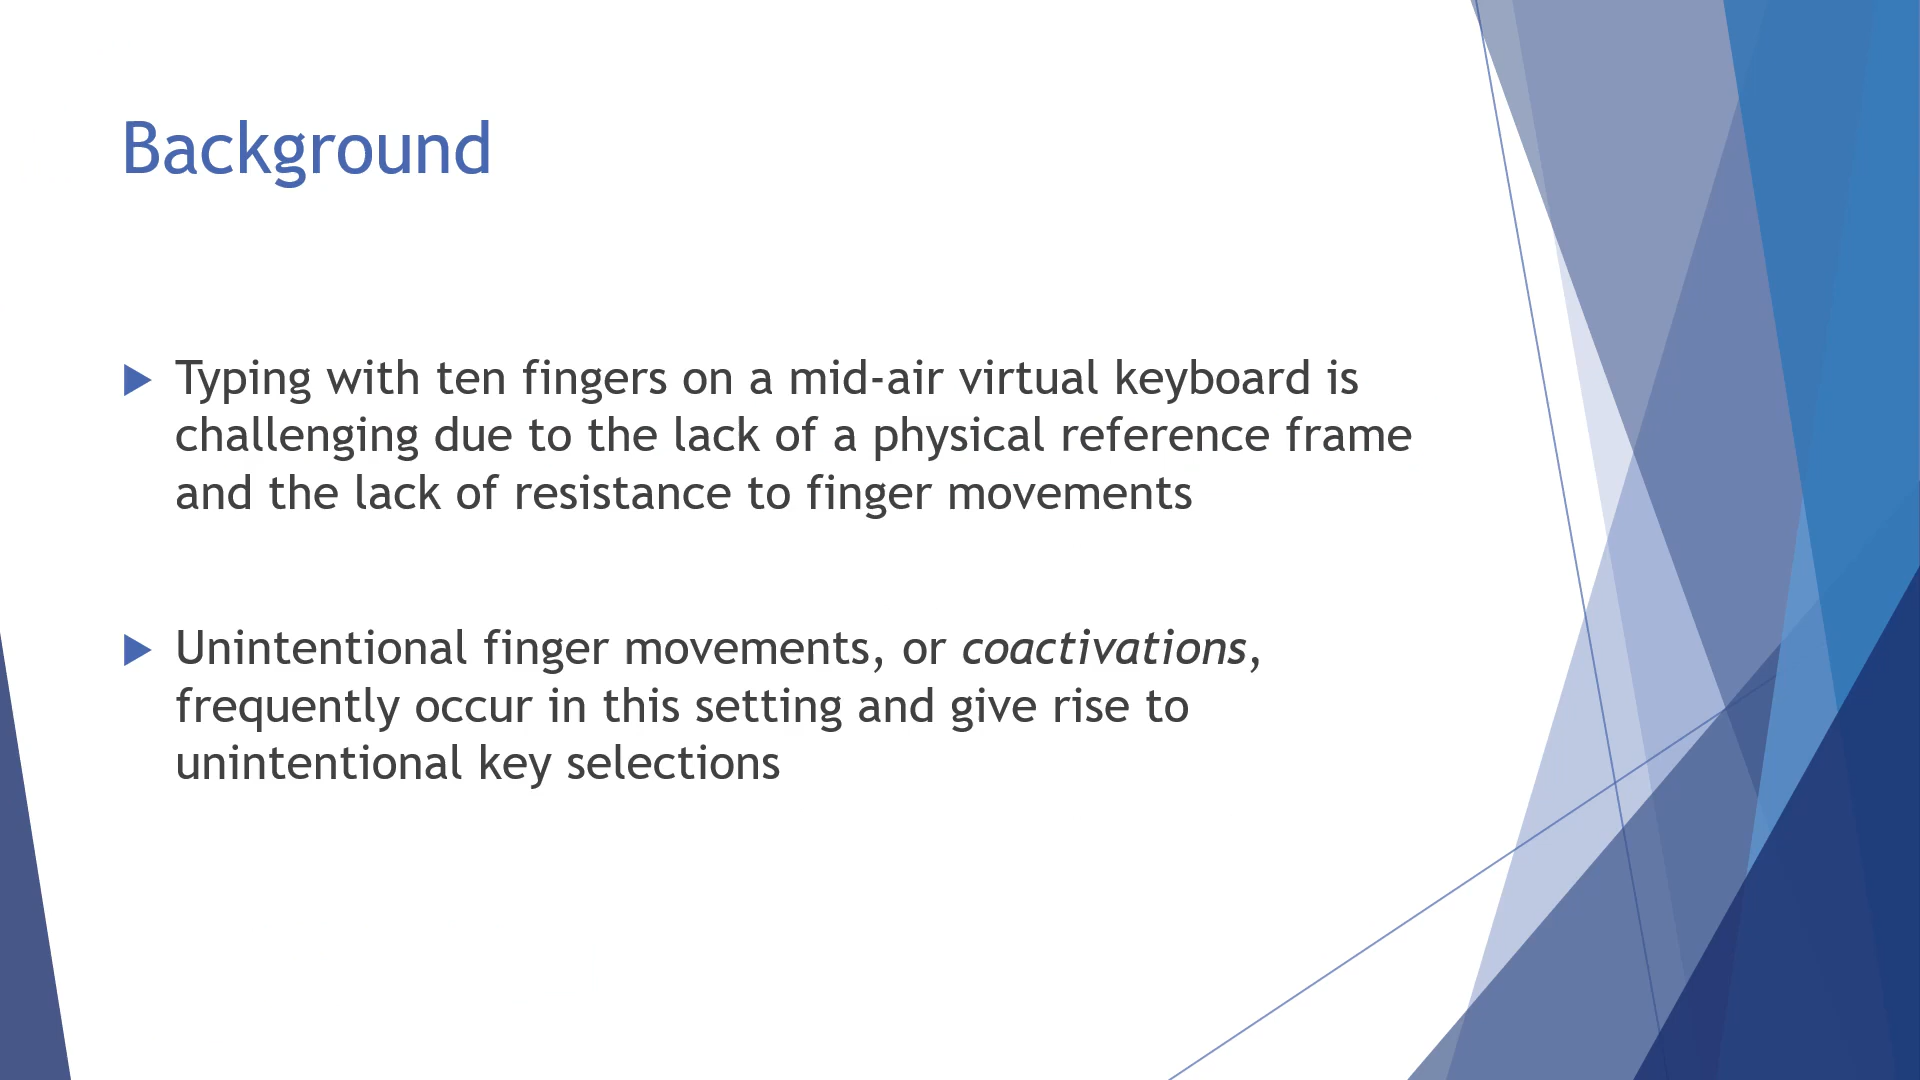 Background
Typing with ten fingers on a mid-air virtual keyboard is
challenging due to the lack of a physical reference frame
and the lack of resistance to finger movements
Unintentional finger movements, or coactivations,
frequently occur in this setting and give rise to
unintentional key selections